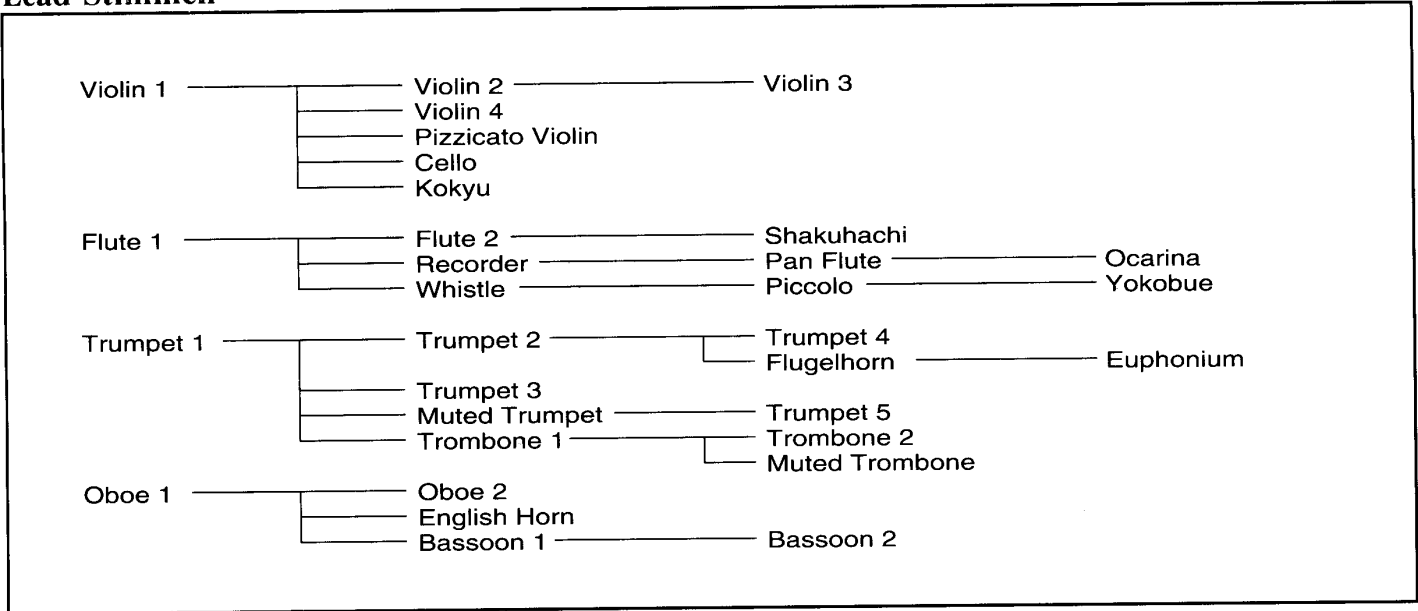 Lead-Stimmen
Violin 1 Violin 2 Violin 3
Violin 4
Pizzicato Violin
Cello
Kokyu
Flute 1 Flute 2 Shakuhachi
Recorder Pan Flute Ocarina
Whistle Piccolo Yokobue
Trumpet 1 Trumpet 2 Trumpet 4
Flugelhorn Euphonium
Trumpet 3
Muted Trumpet Trumpet 5
Trombone 1 Trombone 2
Muted Trombone
Oboe 1 Oboe 2
English Horn
Bassoon 1 Bassoon 2